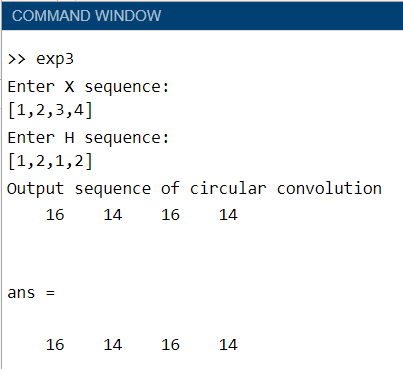 COMMAND WINDOW
>> exp3
Enter X sequence:
[1,2,3,4]
Enter H sequence:
[1,2,1,2]
Output sequence of circular convolution
16 14 16 14
ans =
16 14 16 14